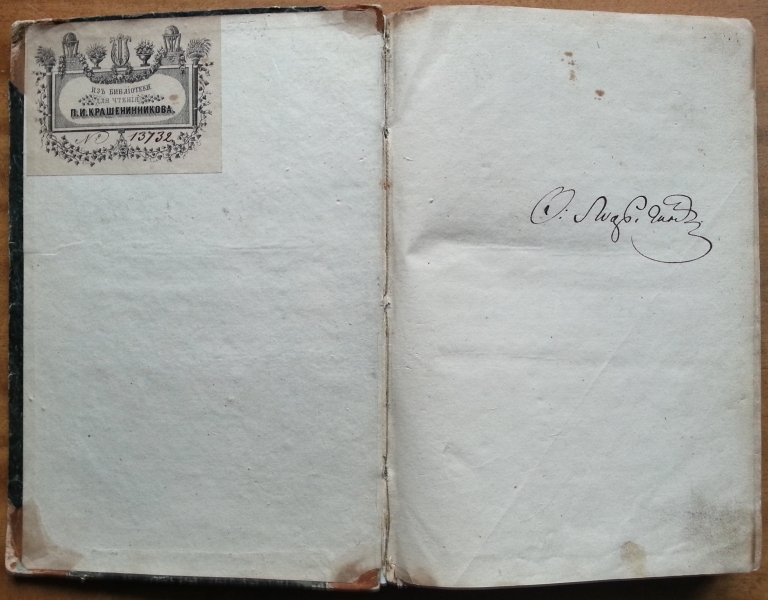 ИЗЪ БИБЛІОТЕКИ
ДЛЯ ЧТЕНІЯ
П. И. КРАШЕНИННИКОВА.
№ 13732